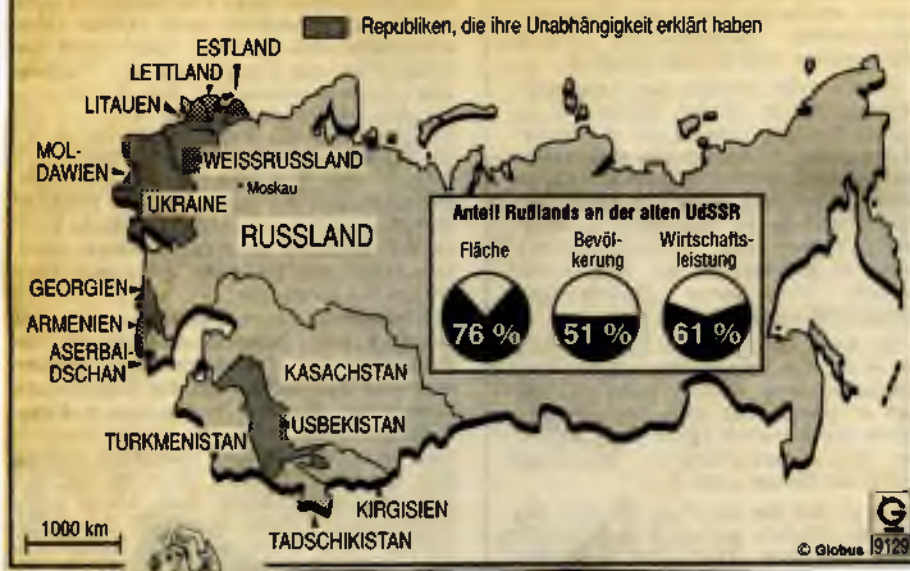 Republiken, die ihre Unabhängigkeit erklärt haben
ESTLAND
LETTLAND
LITAUEN
MOL-
DAWIEN
WEISSRUSSLAND
Moskau
UKRAINE
RUSSLAND
Anteil Rußlands an der alten UdSSR
Fläche
Bevöl-
kerung
Wirtschafts-
leistung
76 %
51 %
61 %
GEORGIEN
ARMENIEN
ASERBAI-
DSCHAN
KASACHSTAN
TURKMENISTAN
USBEKISTAN
KIRGISIEN
TADSCHIKISTAN
1000 km
G
© Globus 9129